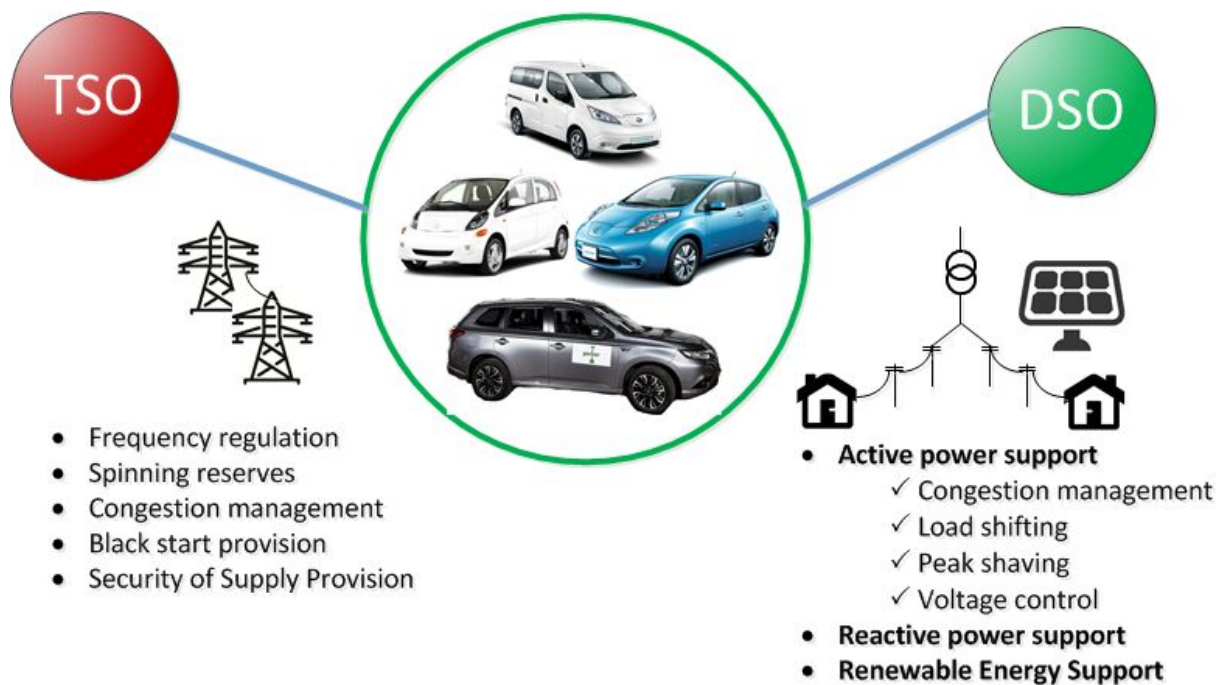 TSO
DSO
• Frequency regulation
• Spinning reserves
• Congestion management
• Black start provision
• Security of Supply Provision
• Active power support
✓ Congestion management
✓ Load shifting
✓ Peak shaving
✓ Voltage control
• Reactive power support
• Renewable Energy Support